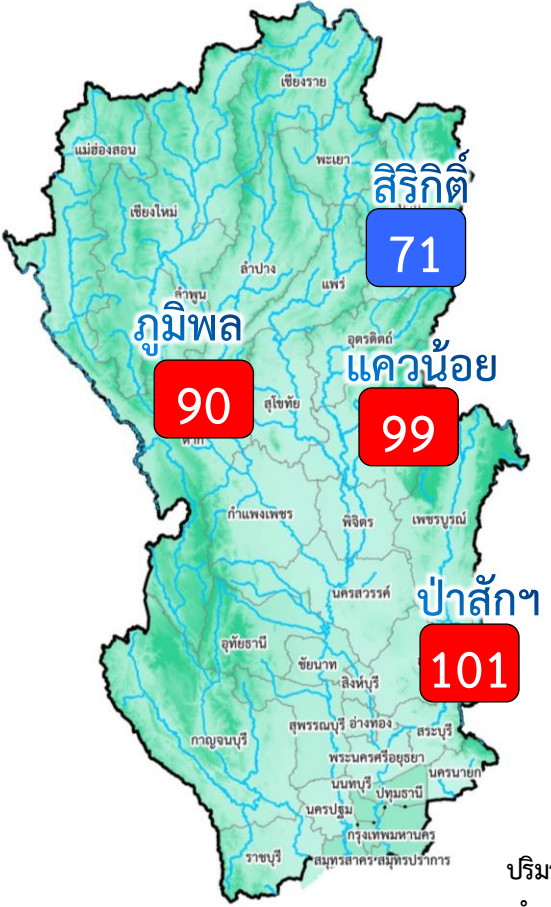 เชียงราย
แม่ฮ่องสอน
พะเยา
สิริกิติ์
เชียงใหม่
71
ลำปาง
แพร่
ลำพูน
ภูมิพล
อุตรดิตถ์
แควน้อย
90
สุโขทัย
99
ตาก
กำแพงเพชร
พิจิตร
เพชรบูรณ์
นครสวรรค์
ป่าสักฯ
อุทัยธานี
ชัยนาท
101
สิงห์บุรี
สุพรรณบุรี อ่างทอง
สระบุรี
กาญจนบุรี
พระนครศรีอยุธยา
นครนายก
นนทบุรี
ปทุมธานี
นครปฐม
กรุงเทพมหานคร
ราชบุรี
สมุทรสาคร สมุทรปราการ